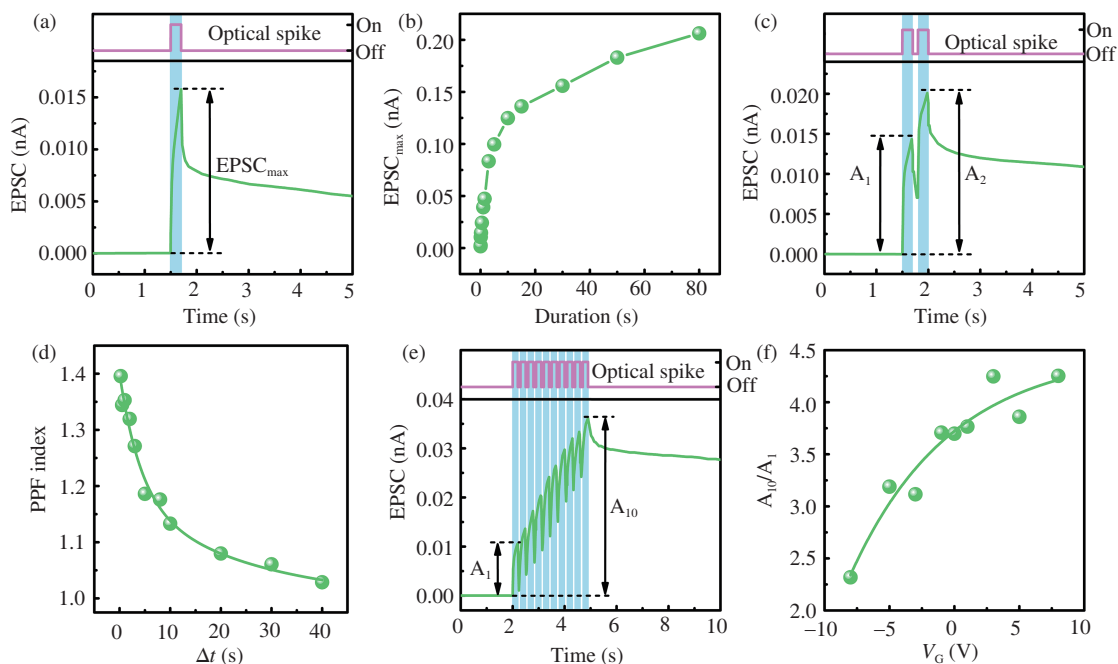 (a)
Optical spike
On
Off
0.015
0.010
0.005
0.000
EPSC (nA)
EPSCmax
0 1 2 3 4 5
Time (s)
(b)
0.20
0.15
0.10
0.05
0.00
EPSCmax (nA)
0 20 40 60 80
Duration (s)
(c)
Optical spike
On
Off
0.020
0.015
0.010
0.005
0.000
EPSC (nA)
A1
A2
0 1 2 3 4 5
Time (s)
(d)
1.4
1.3
1.2
1.1
1.0
PPF index
0 10 20 30 40
Δt (s)
(e)
Optical spike
On
Off
0.04
0.03
0.02
0.01
0.00
EPSC (nA)
A1
A10
0 2 4 6 8 10
Time (s)
(f)
4.5
4.0
3.5
3.0
2.5
2.0
A10/A1
−10 −5 0 5 10
VG (V)